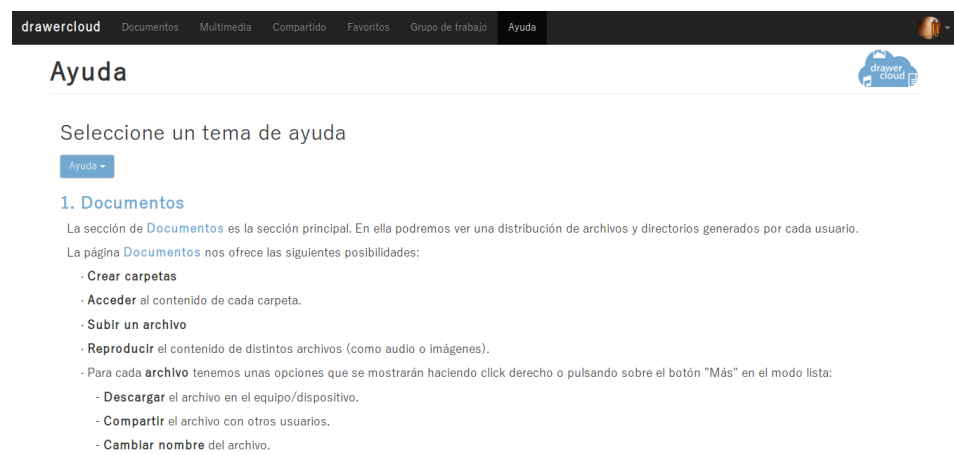 drawercloud Documentos Multimedia Compartido Favoritos Grupo de trabajo Ayuda
Ayuda
drawer
cloud
Seleccione un tema de ayuda
Ayuda
1. Documentos
La sección de Documentos es la sección principal. En ella podremos ver una distribución de archivos y directorios generados por cada usuario.
La página Documentos nos ofrece las siguientes posibilidades:
· Crear carpetas
· Acceder al contenido de cada carpeta.
· Subir un archivo
· Reproducir el contenido de distintos archivos (como audio o imágenes).
· Para cada archivo tenemos unas opciones que se mostrarán haciendo click derecho o pulsando sobre el botón "Más" en el modo lista:
- Descargar el archivo en el equipo/dispositivo.
- Compartir el archivo con otros usuarios.
- Cambiar nombre del archivo.